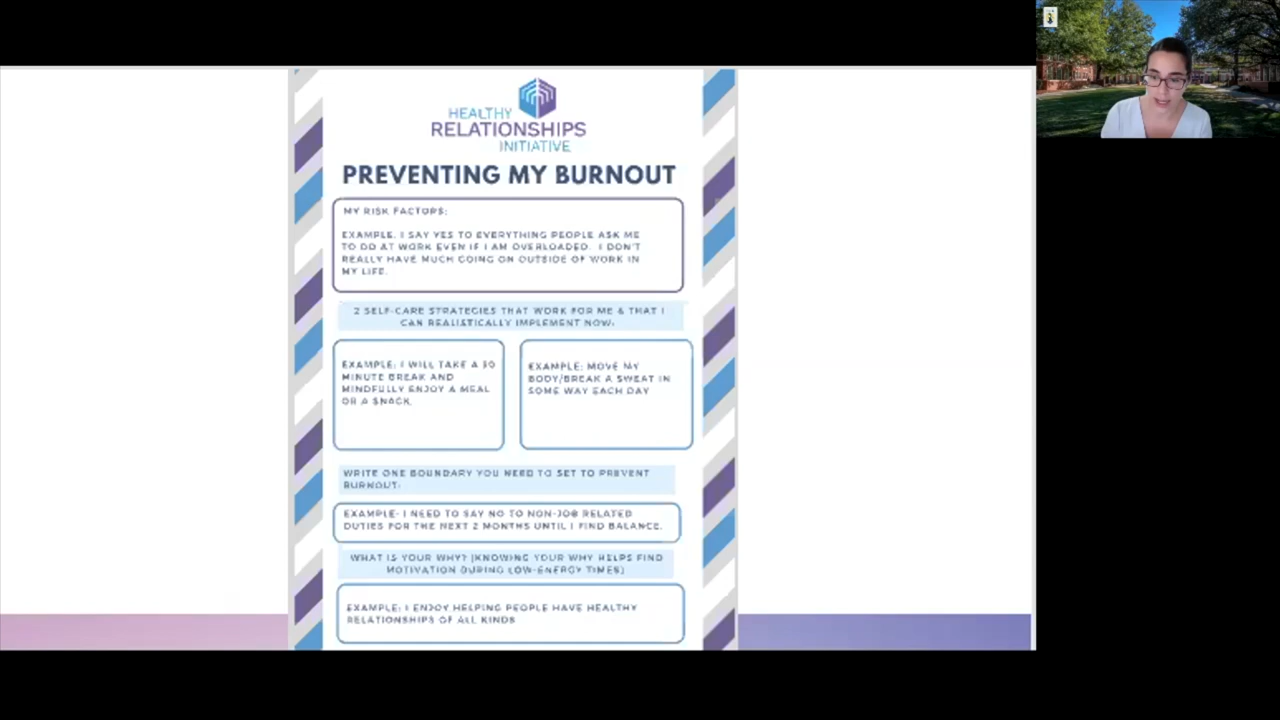 HEALTHY
RELATIONSHIPS
INITIATIVE
PREVENTING MY BURNOUT
MY RISK FACTORS:
EXAMPLE: I SAY YES TO EVERYTHING PEOPLE ASK ME
TO DO AT WORK EVEN IF I AM OVERLOADED. I DON'T
REALLY HAVE MUCH GOING ON OUTSIDE OF WORK IN
MY LIFE.
2 SELF-CARE STRATEGIES THAT WORK FOR ME & THAT I
CAN REALISTICALLY IMPLEMENT NOW:
EXAMPLE: I WILL TAKE A 30
MINUTE BREAK AND
MINDFULLY ENJOY A MEAL
OR A SNACK.
EXAMPLE: MOVE MY
BODY/BREAK A SWEAT IN
SOME WAY EACH DAY
WRITE ONE BOUNDARY YOU NEED TO SET TO PREVENT
BURNOUT:
EXAMPLE- I NEED TO SAY NO TO NON-JOB RELATED
DUTIES FOR THE NEXT 2 MONTHS UNTIL I FIND BALANCE.
WHAT IS YOUR WHY? (KNOWING YOUR WHY HELPS FIND
MOTIVATION DURING LOW-ENERGY TIMES)
EXAMPLE: I ENJOY HELPING PEOPLE HAVE HEALTHY
RELATIONSHIPS OF ALL KINDS